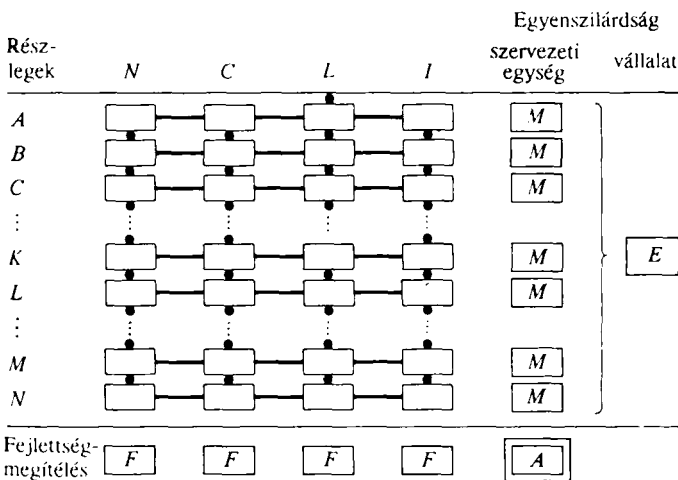 Egyenszilárdság
Rész-
legek N C L I szervezeti
egység vállalat
A M
B M
C M
⋮
K M E
L M
⋮
M M
N M
Fejlettség-
megítélés F F F F A